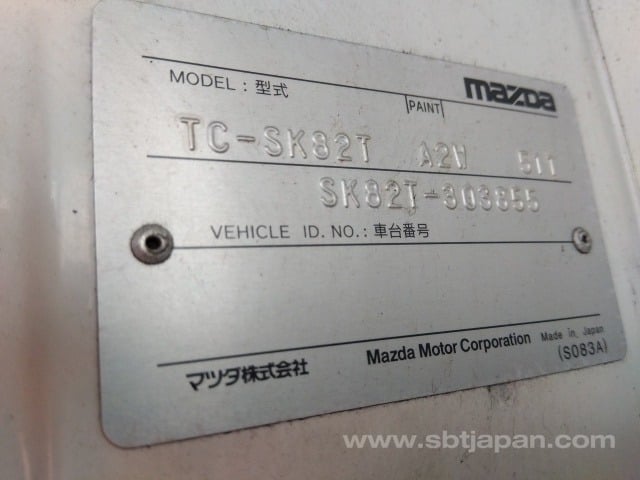 mazda
MODEL : 型式
PAINT
TC-SK82T A2W 511
SK82T-303855
VEHICLE ID. NO. : 車台番号
マツダ株式会社 Mazda Motor Corporation Made in Japan
(S083A)
www.sbtjapan.com